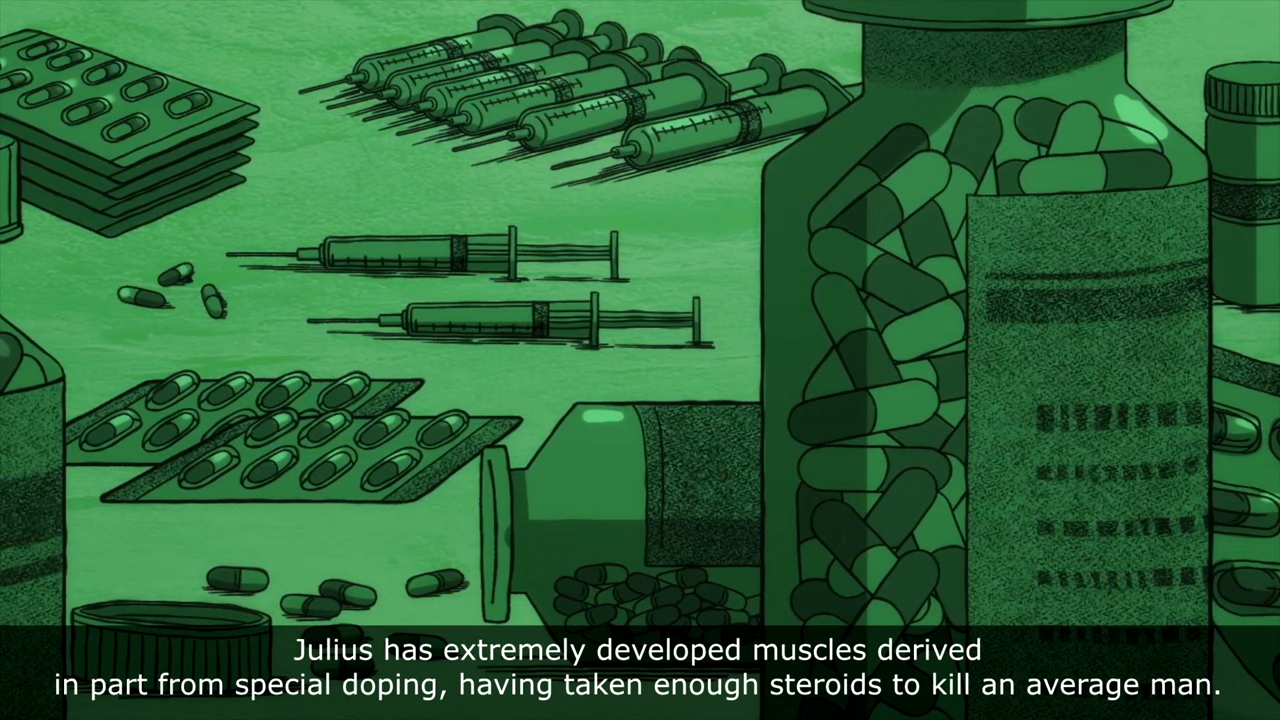 Julius has extremely developed muscles derived
in part from special doping, having taken enough steroids to kill an average man.